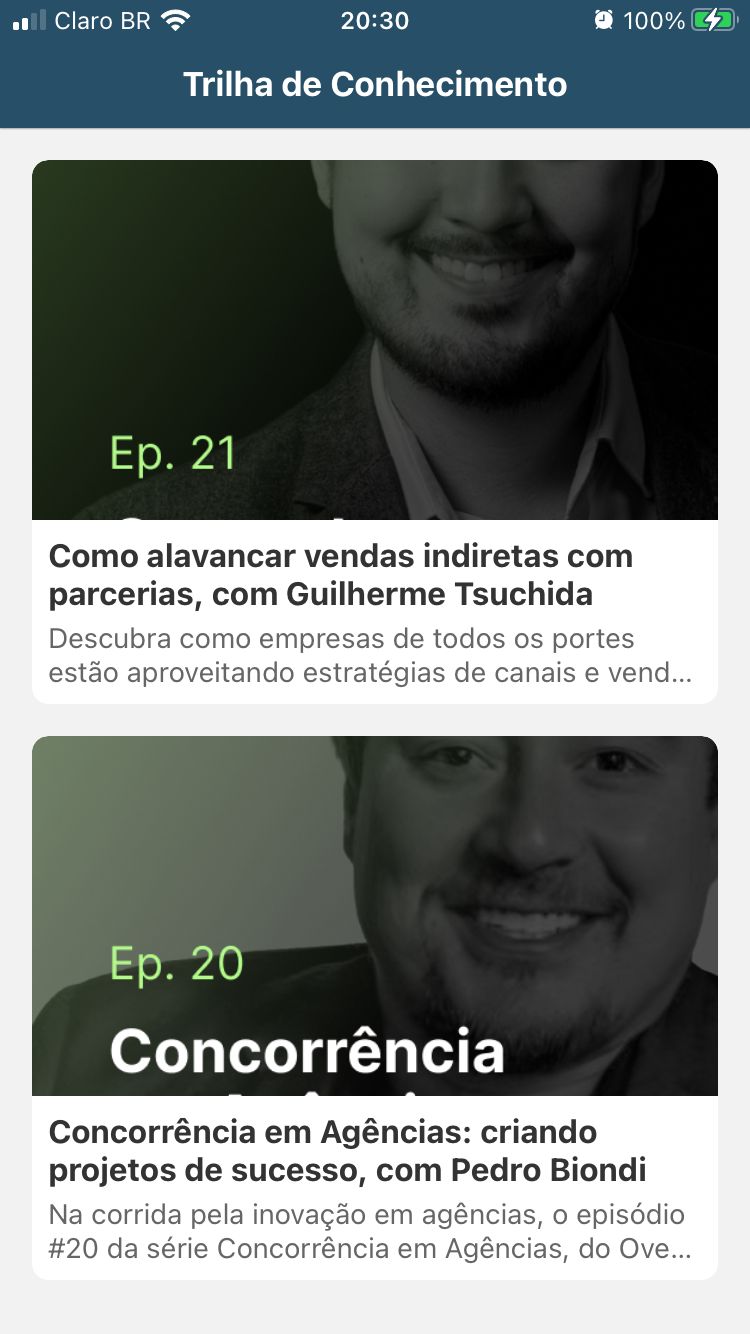 Claro BR
20:30
100%
Trilha de Conhecimento
Ep. 21
Como alavancar vendas indiretas com
parcerias, com Guilherme Tsuchida
Descubra como empresas de todos os portes
estão aproveitando estratégias de canais e vend...
Ep. 20
Concorrência
Concorrência em Agências: criando
projetos de sucesso, com Pedro Biondi
Na corrida pela inovação em agências, o episódio
#20 da série Concorrência em Agências, do Ove...